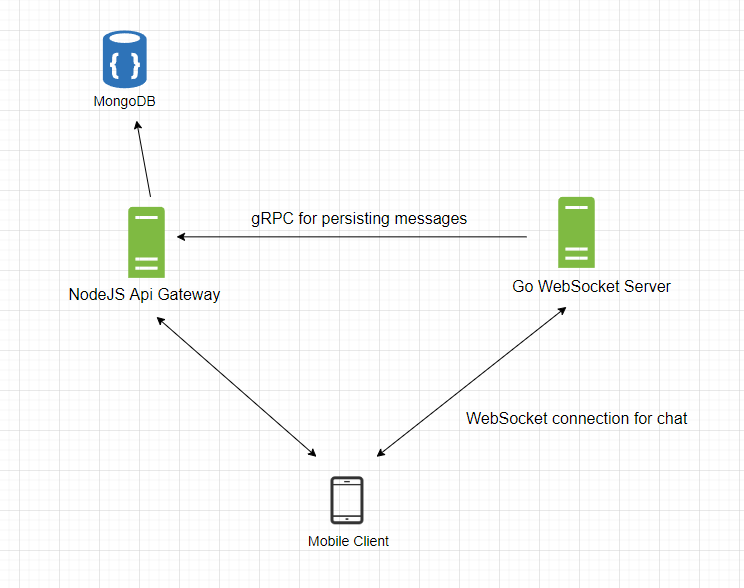 { }
MongoDB
gRPC for persisting messages
NodeJS Api Gateway
Go WebSocket Server
WebSocket connection for chat
Mobile Client